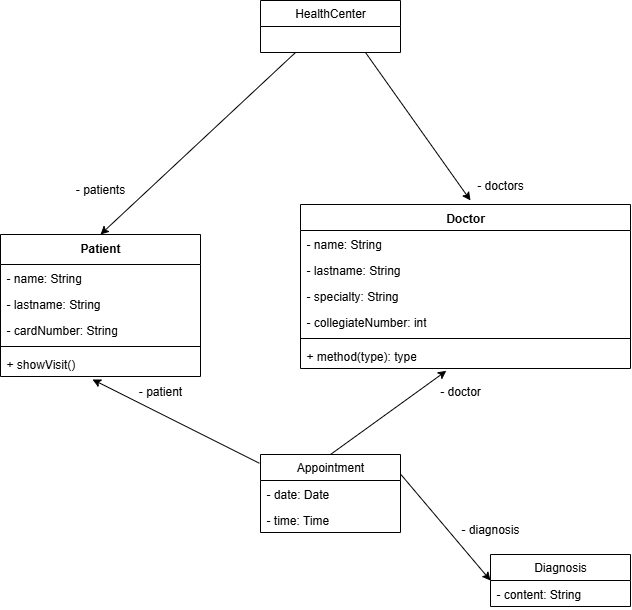 HealthCenter
- patients
- doctors
Patient
- name: String
- lastname: String
- cardNumber: String
+ showVisit()
Doctor
- name: String
- lastname: String
- specialty: String
- collegiateNumber: int
+ method(type): type
- patient
- doctor
Appointment
- date: Date
- time: Time
- diagnosis
Diagnosis
- content: String